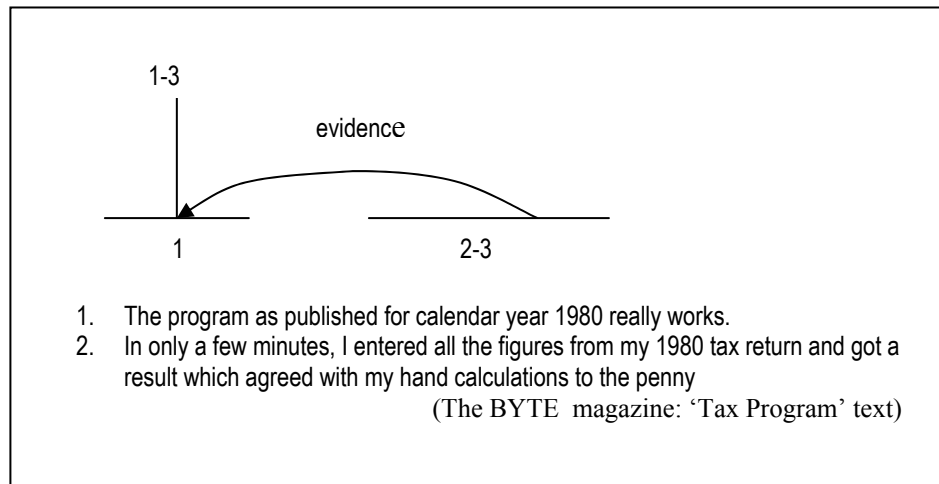 1-3
evidence
1
2-3
1. The program as published for calendar year 1980 really works.
2. In only a few minutes, I entered all the figures from my 1980 tax return and got a
result which agreed with my hand calculations to the penny
(The BYTE magazine: ‘Tax Program’ text)